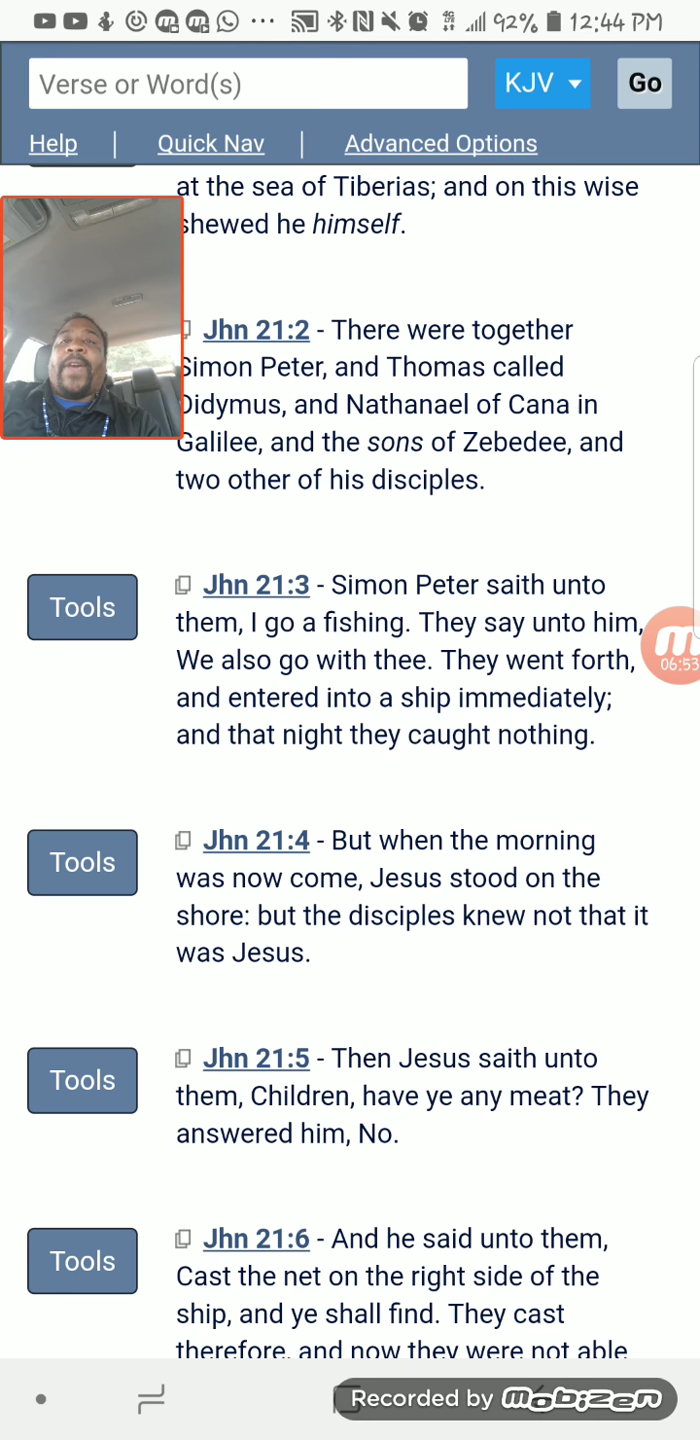 92% 12:44 PM
Verse or Word(s) KJV Go
Help | Quick Nav | Advanced Options
at the sea of Tiberias; and on this wise
shewed he himself.
Jhn 21:2 - There were together
Simon Peter, and Thomas called
Didymus, and Nathanael of Cana in
Galilee, and the sons of Zebedee, and
two other of his disciples.
Tools
Jhn 21:3 - Simon Peter saith unto
them, I go a fishing. They say unto him,
We also go with thee. They went forth,
and entered into a ship immediately;
and that night they caught nothing.
m
06:53
Tools
Jhn 21:4 - But when the morning
was now come, Jesus stood on the
shore: but the disciples knew not that it
was Jesus.
Tools
Jhn 21:5 - Then Jesus saith unto
them, Children, have ye any meat? They
answered him, No.
Tools
Jhn 21:6 - And he said unto them,
Cast the net on the right side of the
ship, and ye shall find. They cast
therefore, and now they were not able
Recorded by mobizen